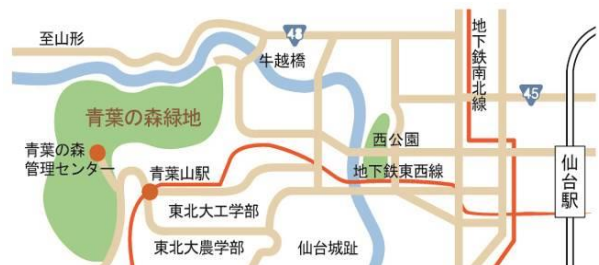 至山形
48
牛越橋
地下鉄南北線
45
青葉の森緑地
青葉の森
管理センター
西公園
青葉山駅
地下鉄東西線
仙台駅
東北大工学部
東北大農学部
仙台城趾